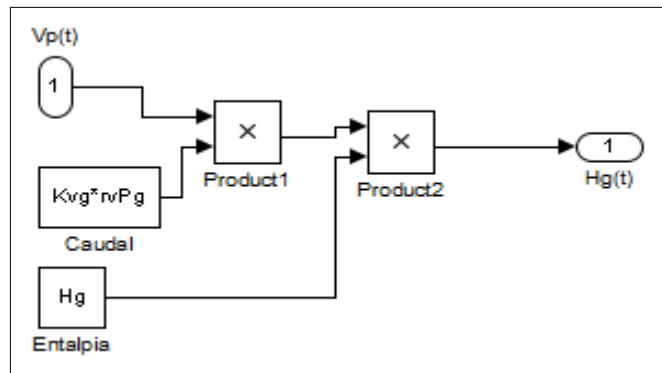 Vp(t)
1
×
Product1
Kvg*rvPg
Caudal
×
Product2
1
Hg(t)
Hg
Entalpia